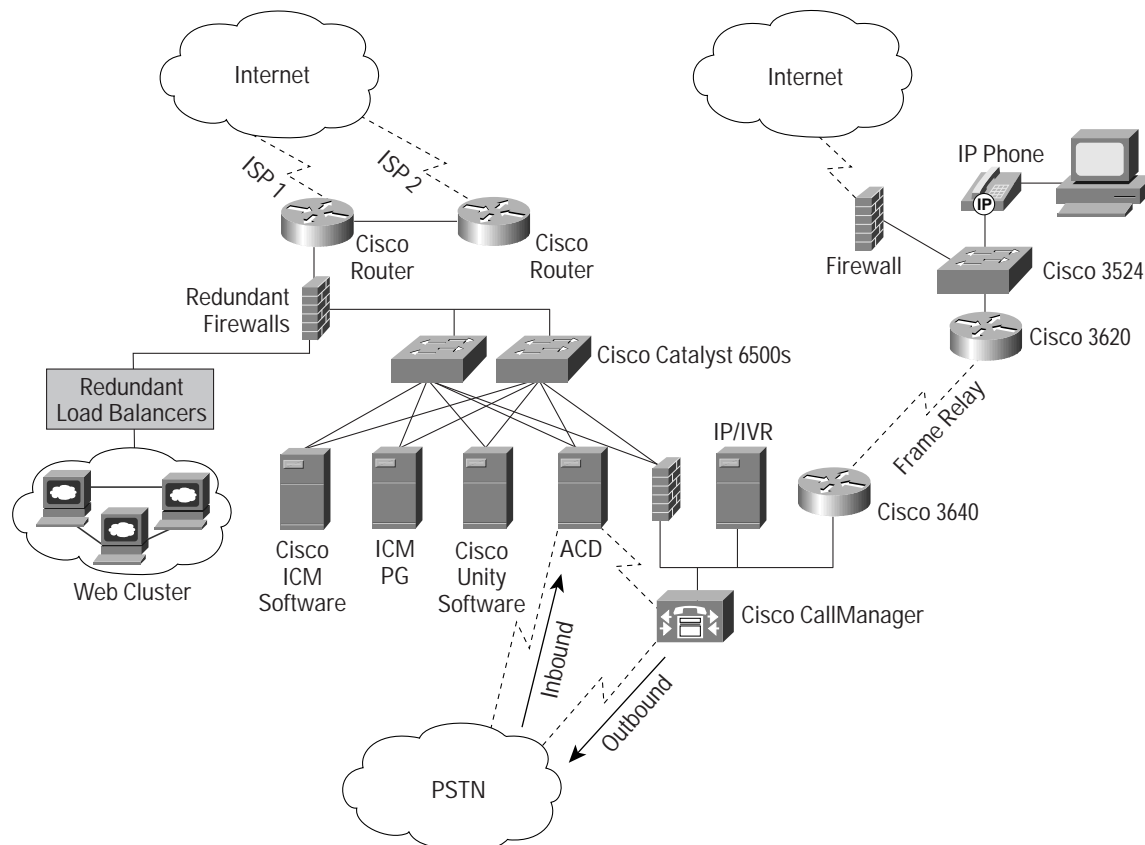 Internet
Internet
ISP 1
ISP 2
IP Phone
IP
Cisco
Router
Cisco
Router
Firewall
Cisco 3524
Redundant
Firewalls
Cisco 3620
Cisco Catalyst 6500s
Redundant
Load Balancers
Frame Relay
IP/IVR
Cisco 3640
Web Cluster
Cisco
ICM
Software
ICM
PG
Cisco
Unity
Software
ACD
Cisco CallManager
Inbound
Outbound
PSTN